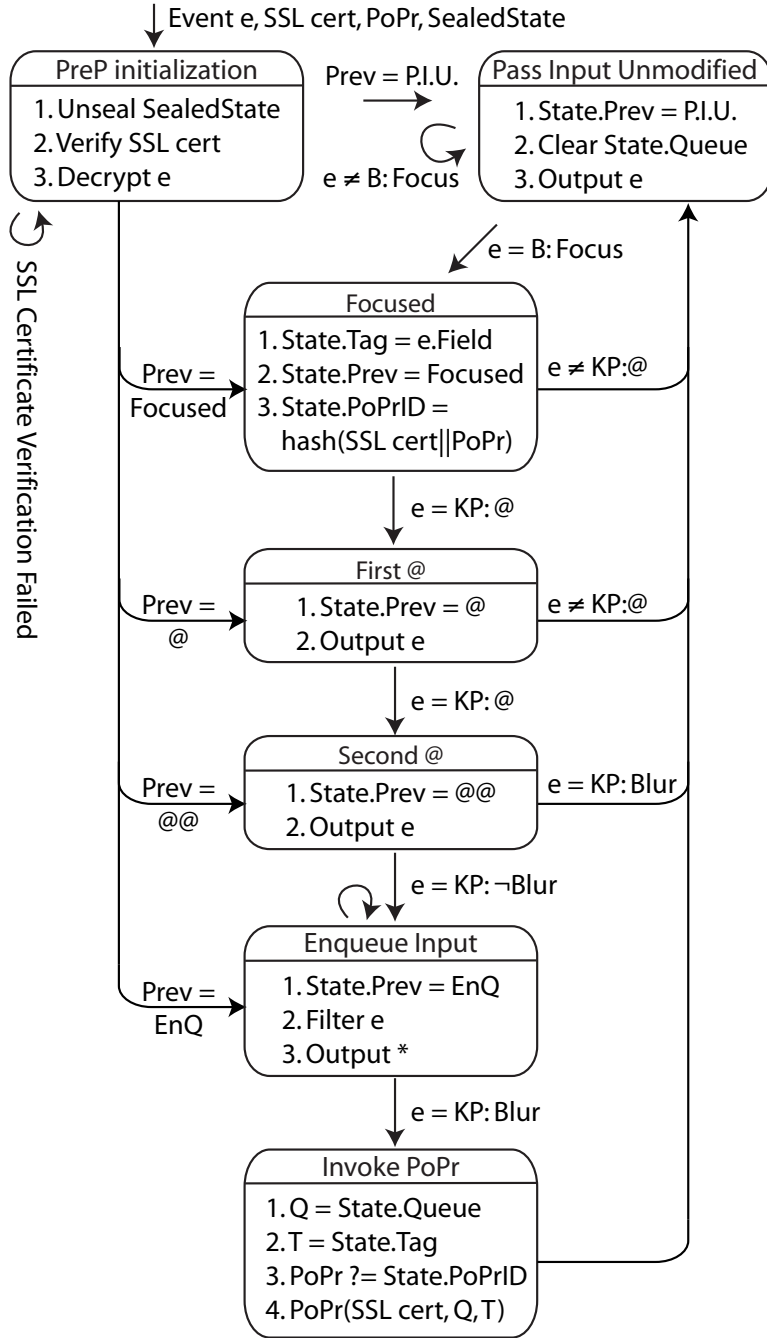 Event e, SSL cert, PoPr, SealedState
PreP initialization
1. Unseal SealedState
2. Verify SSL cert
3. Decrypt e
Prev = P.I.U.
e ≠ B: Focus
Pass Input Unmodified
1. State.Prev = P.I.U.
2. Clear State.Queue
3. Output e
SSL Certificate Verification Failed
e = B: Focus
Focused
1. State.Tag = e.Field
2. State.Prev = Focused
3. State.PoPrID =
hash(SSL cert||PoPr)
Prev =
Focused
e ≠ KP:@
e = KP: @
First @
1. State.Prev = @
2. Output e
Prev =
@
e ≠ KP:@
e = KP: @
Second @
1. State.Prev = @@
2. Output e
Prev =
@@
e = KP: Blur
e = KP: ¬Blur
Enqueue Input
1. State.Prev = EnQ
2. Filter e
3. Output *
Prev =
EnQ
e = KP: Blur
Invoke PoPr
1. Q = State.Queue
2. T = State.Tag
3. PoPr ?= State.PoPrID
4. PoPr(SSL cert, Q, T)